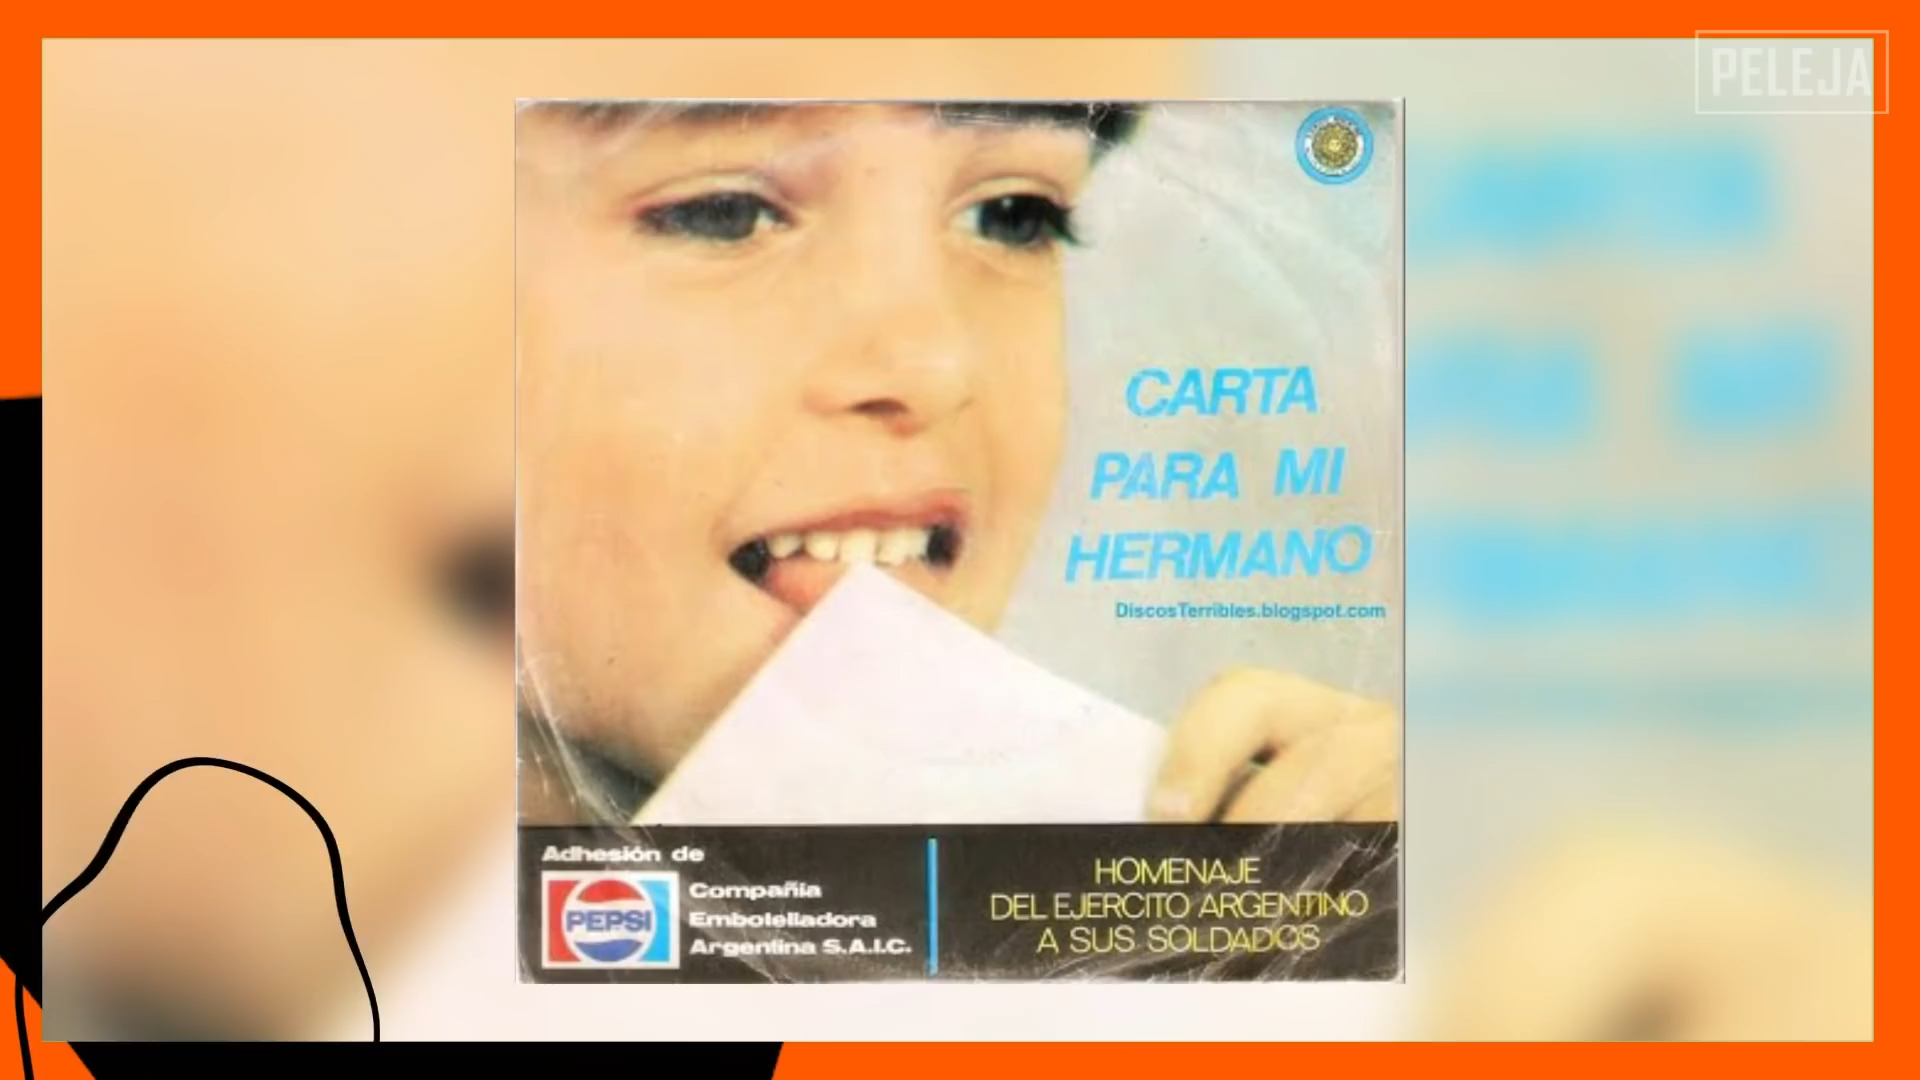 PELEJA
CARTA
PARA MI
HERMANO
DiscosTerribles.blogspot.com
Adhesión de
PEPSI
Compañía
Embotelladora
Argentina S.A.I.C.
HOMENAJE
DEL EJERCITO ARGENTINO
A SUS SOLDADOS